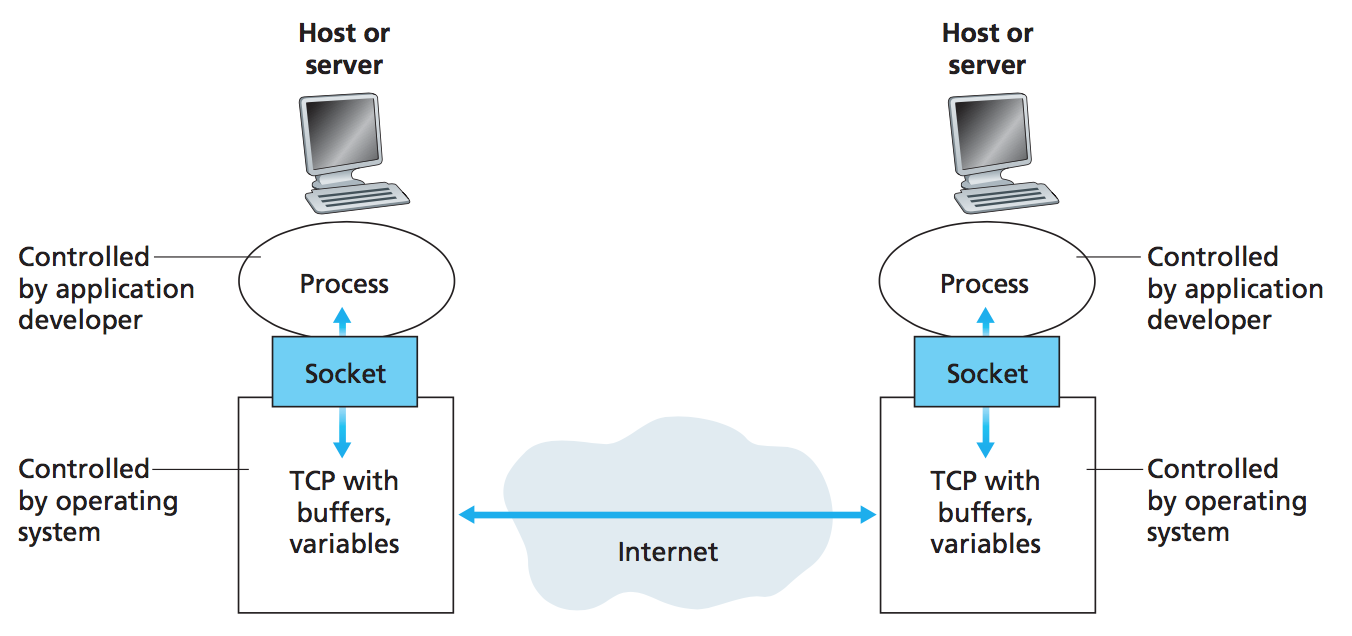 Host or
server
Host or
server
Controlled
by application
developer
Process
Process
Controlled
by application
developer
Socket
Socket
Controlled
by operating
system
TCP with
buffers,
variables
Internet
TCP with
buffers,
variables
Controlled
by operating
system